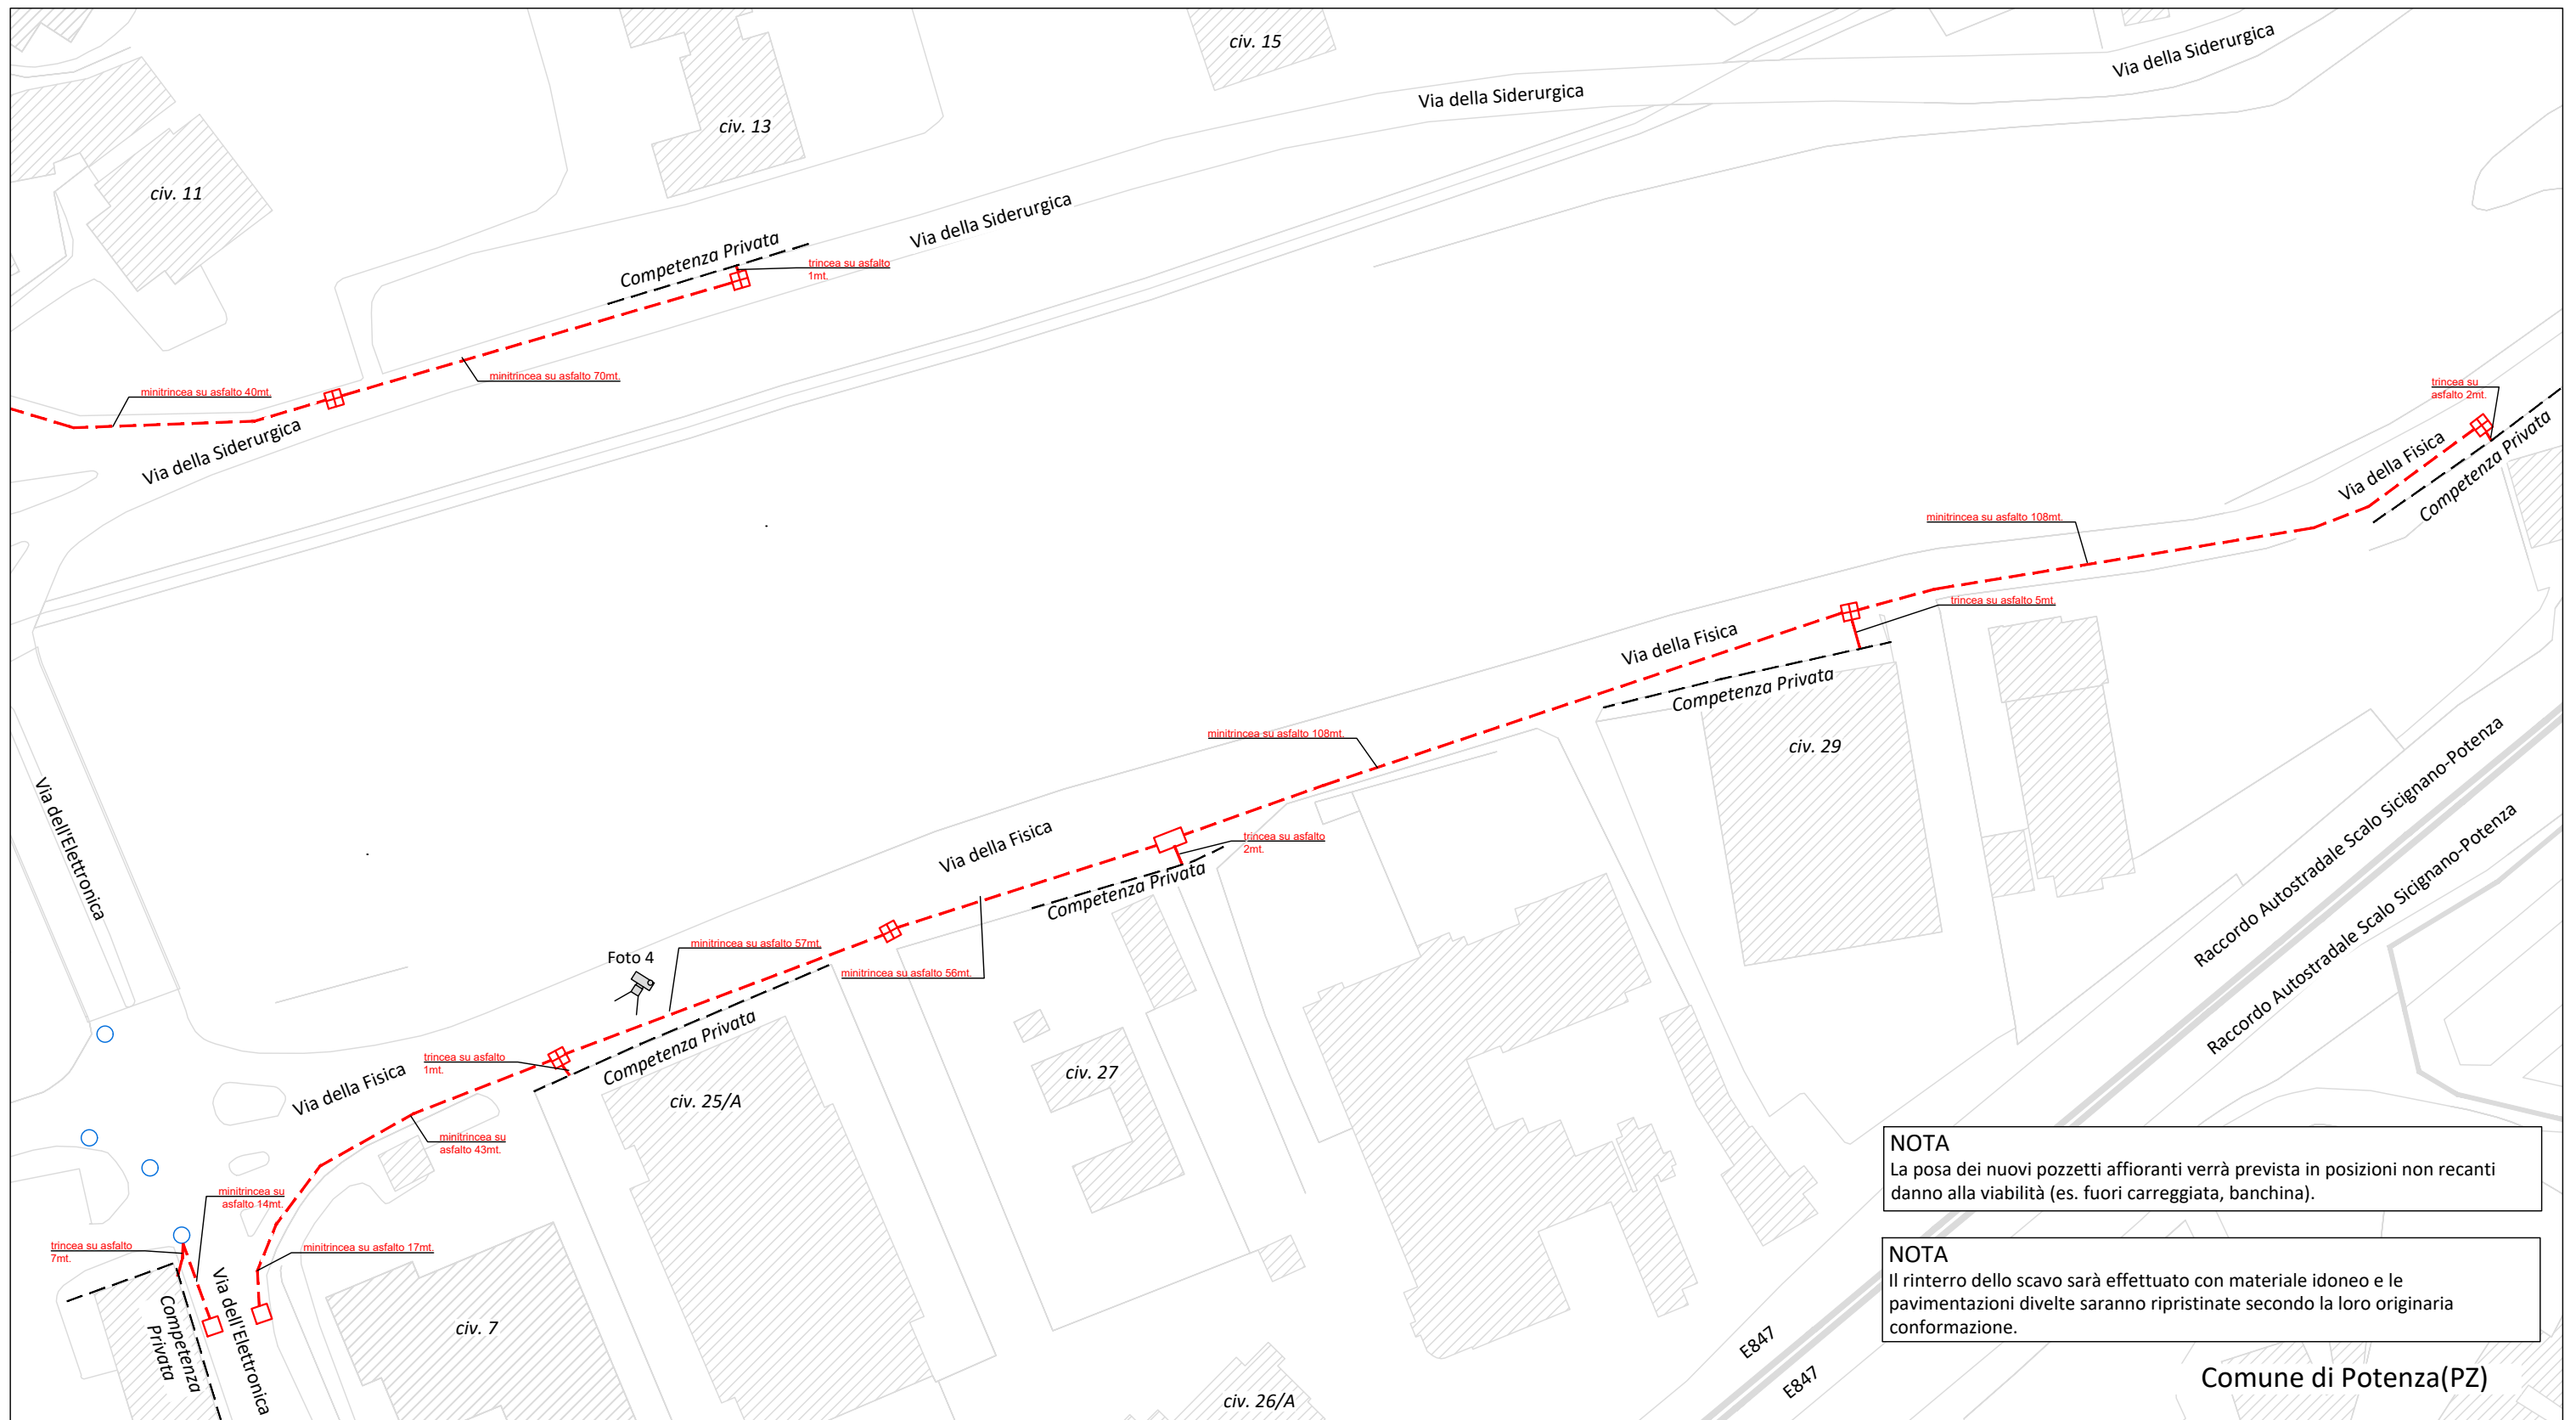 civ. 15
Via della Siderurgica
Via della Siderurgica
civ. 13
civ. 11
Via della Siderurgica
Competenza Privata
trincea su asfalto
1mt.
minitrincea su asfalto 70mt.
minitrincea su asfalto 40mt.
Via della Siderurgica
trincea su
asfalto 2mt.
Via della Fisica
Competenza Privata
minitrincea su asfalto 108mt.
trincea su asfalto 5mt.
Via della Fisica
Competenza Privata
civ. 29
minitrincea su asfalto 108mt.
Via dell'Elettronica
Via della Fisica
trincea su asfalto
2mt.
Competenza Privata
Raccordo Autostradale Scalo Sicignano-Potenza
Raccordo Autostradale Scalo Sicignano-Potenza
Foto 4
minitrincea su asfalto 57mt.
minitrincea su asfalto 56mt.
Competenza Privata
trincea su asfalto
1mt.
Via della Fisica
civ. 25/A
civ. 27
minitrincea su
asfalto 43mt.
minitrincea su
asfalto 14mt.
trincea su asfalto
7mt.
minitrincea su asfalto 17mt.
Competenza
Privata
Via dell'Elettronica
civ. 7
civ. 26/A
E847
E847
NOTA
La posa dei nuovi pozzetti affioranti verrà prevista in posizioni non recanti
danno alla viabilità (es. fuori carreggiata, banchina).
NOTA
Il rinterro dello scavo sarà effettuato con materiale idoneo e le
pavimentazioni divelte saranno ripristinate secondo la loro originaria
conformazione.
Comune di Potenza(PZ)